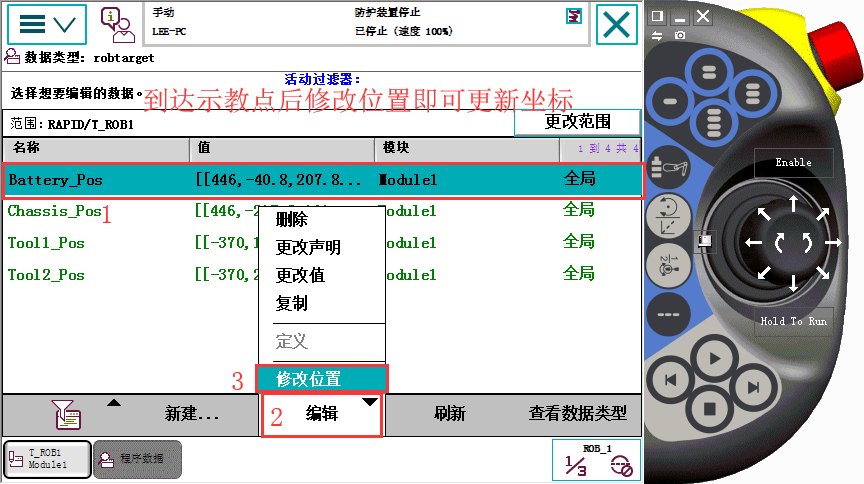 手动
防护装置停止
LEE-PC
已停止 (速度 100%)
数据类型: robtarget
活动过滤器:
选择想要编辑的数据。
到达示教点后修改位置即可更新坐标
范围: RAPID/T_ROB1
更改范围
名称 值 模块 1 到 4 共 4
Battery_Pos [[446,-40.8,207.8... Module1 全局
Chassis_Pos [[446,-2 odule1 全局
1
Tool1_Pos [[-370,1 odule1 全局
Tool2_Pos [[-370,2 odule1 全局
删除
更改声明
更改值
复制
定义
3 修改位置
新建... 2 编辑 刷新 查看数据类型
T_ROB1
Module1
程序数据
ROB_1
1/3
Enable
Hold To Run